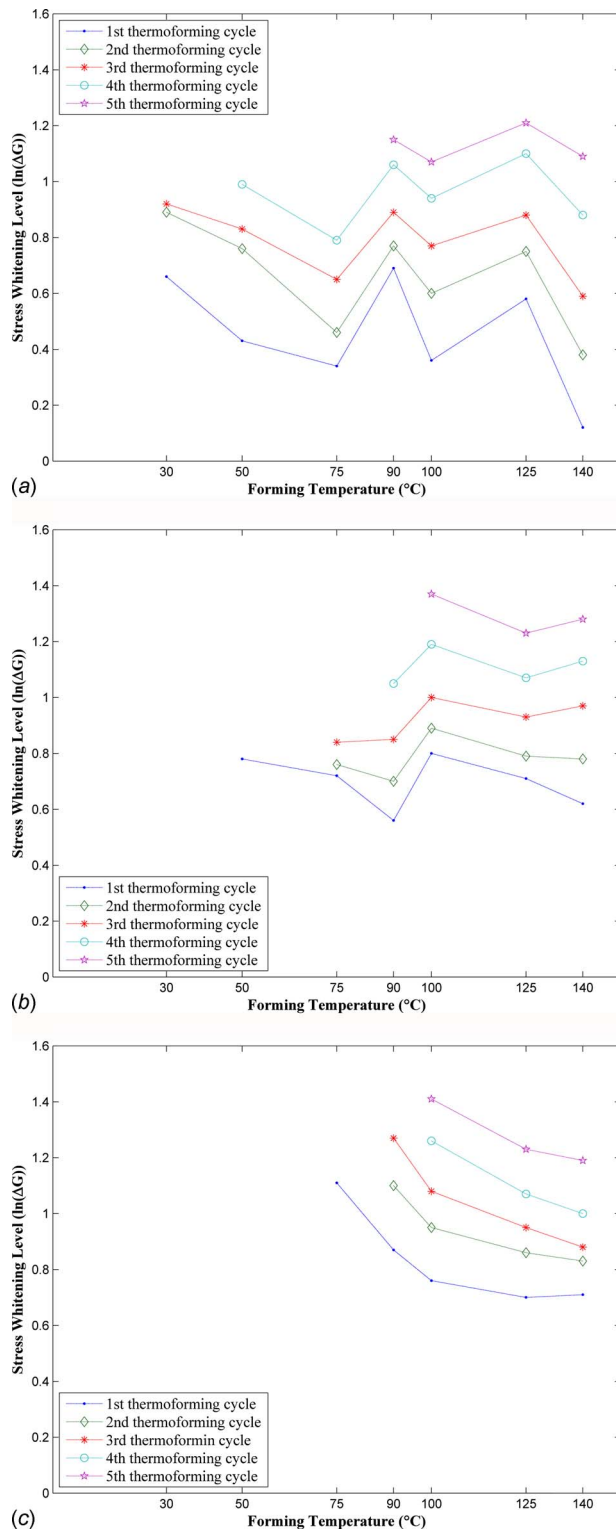 1.6
1.4
1.2
1
0.8
0.6
0.4
0.2
0
Stress Whitening Level (ln(ΔG))
1st thermoforming cycle
2nd thermoforming cycle
3rd thermoforming cycle
4th thermoforming cycle
5th thermoforming cycle
30 50 75 90 100 125 140
Forming Temperature (°C)
(a)
1.6
1.4
1.2
1
0.8
0.6
0.4
0.2
0
Stress Whitening Level (ln(ΔG))
1st thermoforming cycle
2nd thermoforming cycle
3rd thermoforming cycle
4th thermoforming cycle
5th thermoforming cycle
30 50 75 90 100 125 140
Forming Temperature (°C)
(b)
1.6
1.4
1.2
1
0.8
0.6
0.4
0.2
0
Stress Whitening Level (ln(ΔG))
1st thermoforming cycle
2nd thermoforming cycle
3rd thermoformin cycle
4th thermoforming cycle
5th thermoforming cycle
30 50 75 90 100 125 140
Forming Temperature (°C)
(c)